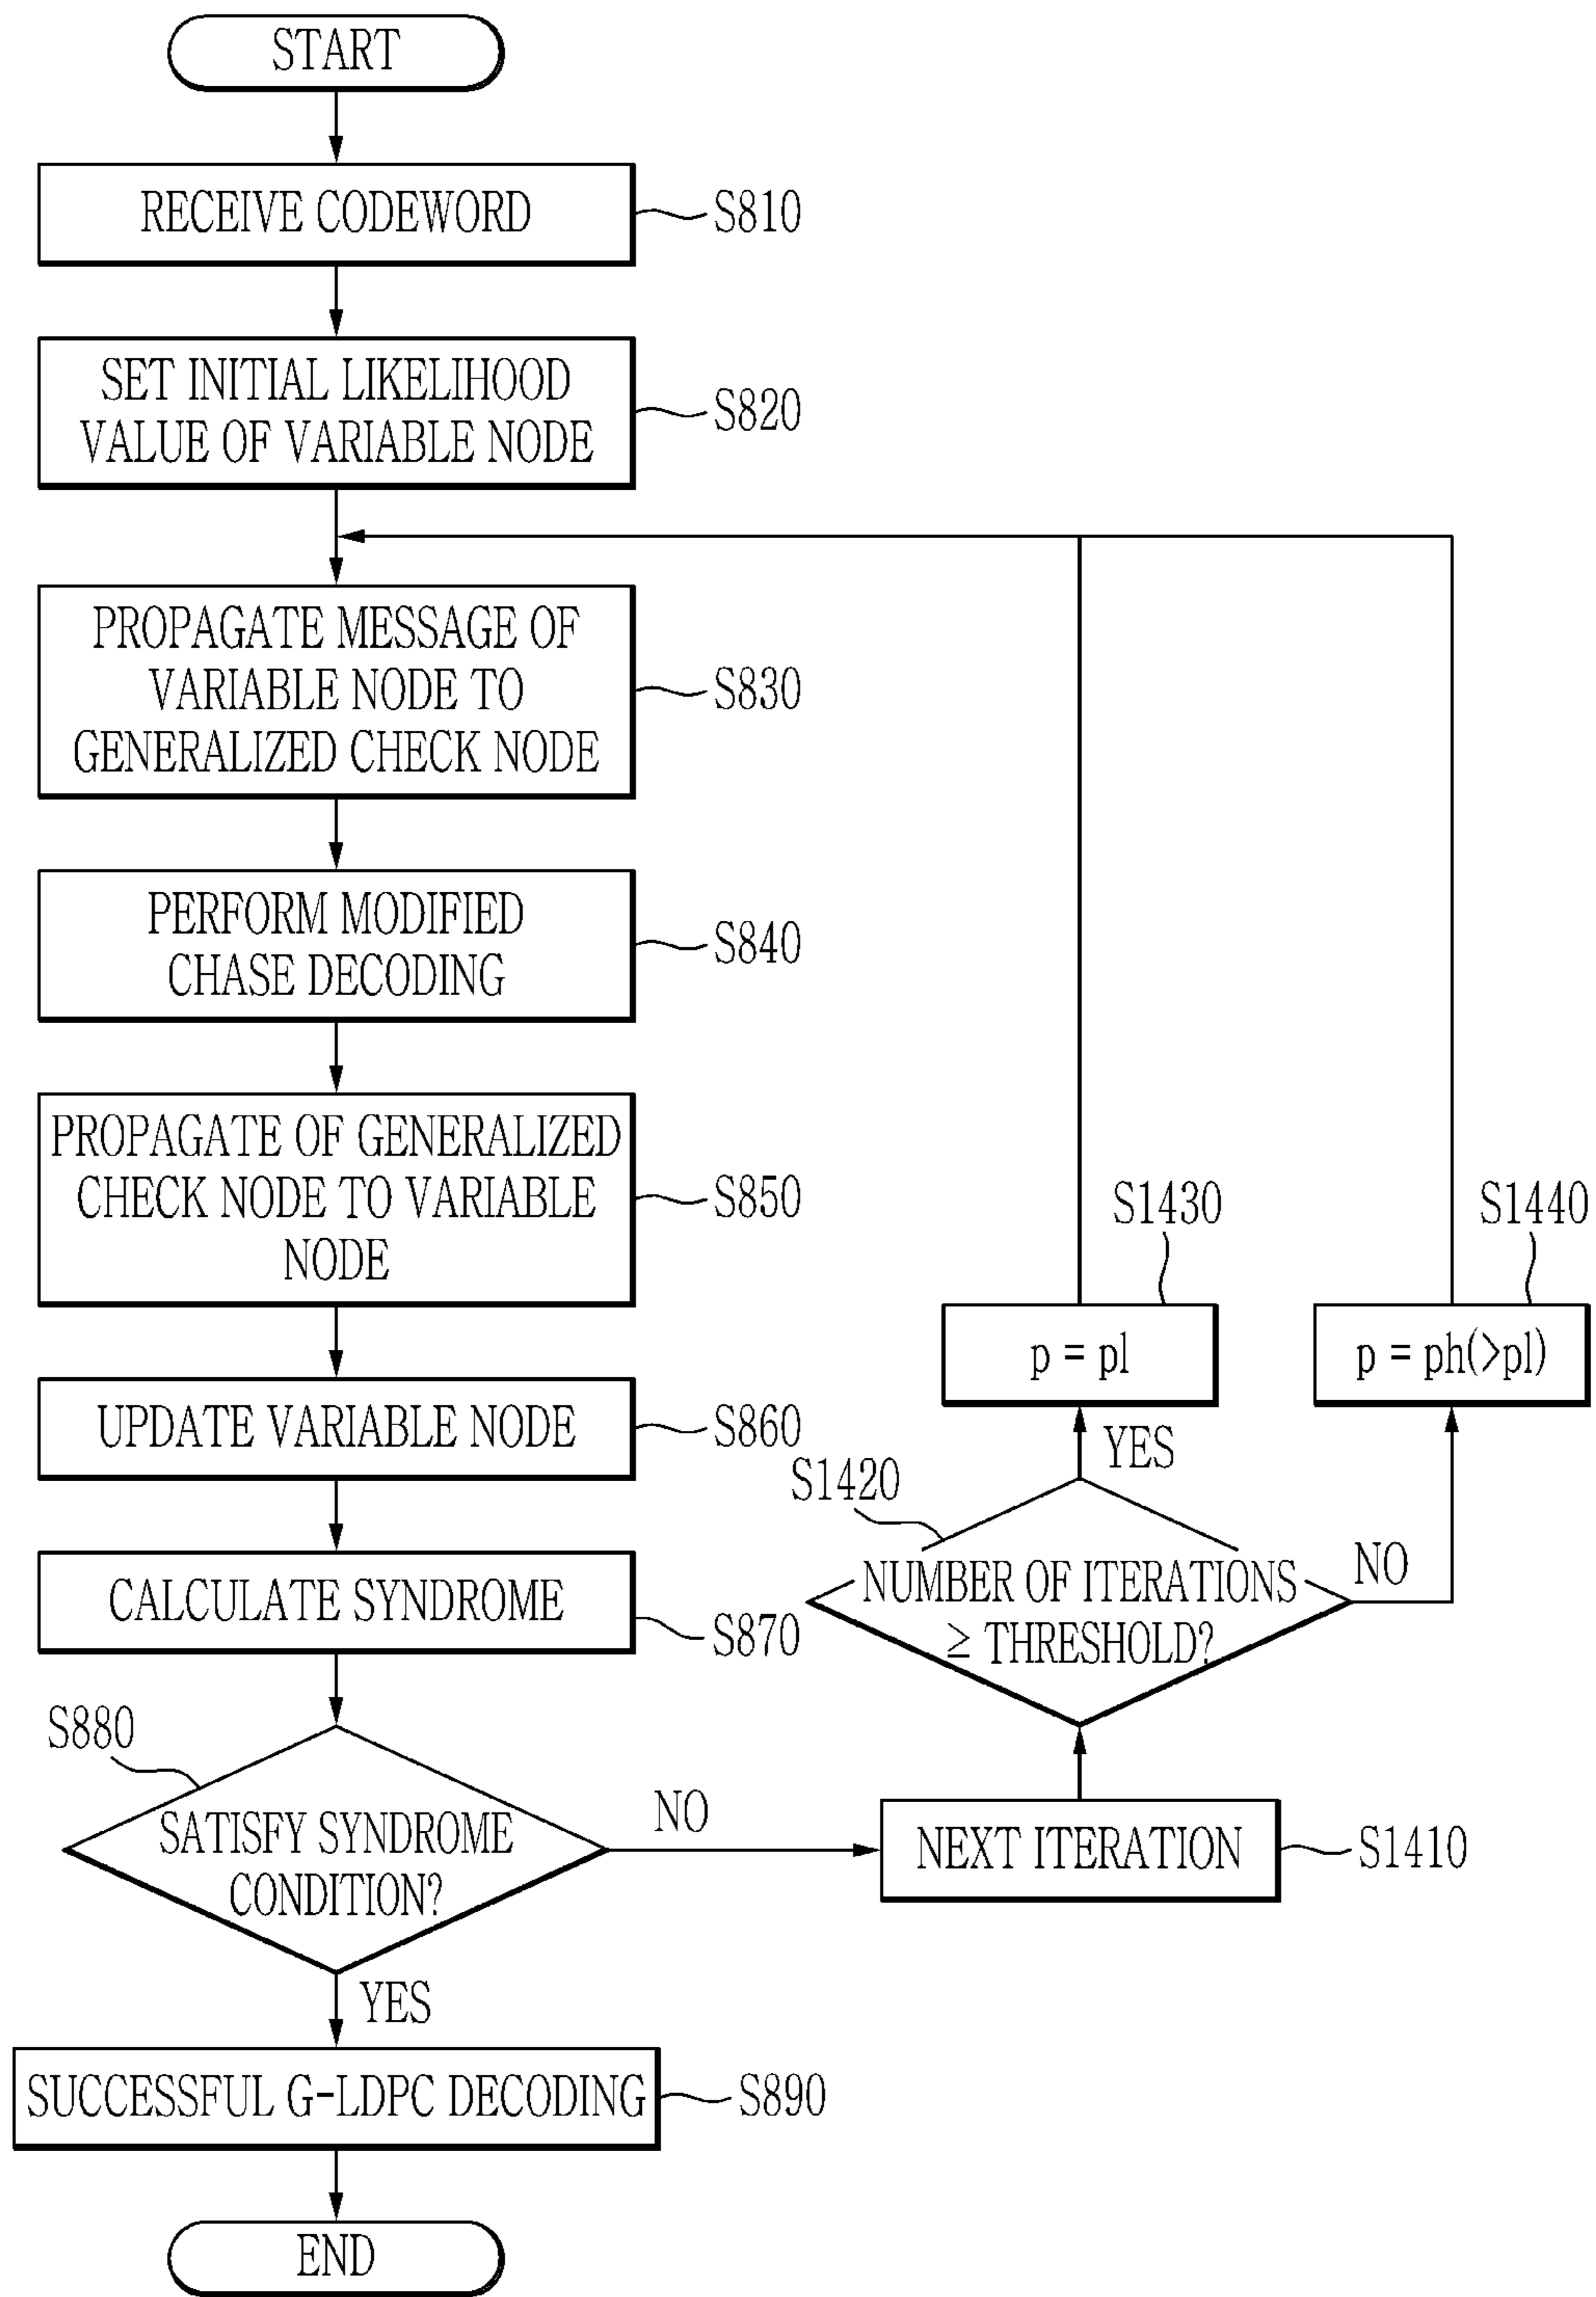 START
RECEIVE CODEWORD
S810
SET INITIAL LIKELIHOOD
VALUE OF VARIABLE NODE
S820
PROPAGATE MESSAGE OF
VARIABLE NODE TO
GENERALIZED CHECK NODE
S830
PERFORM MODIFIED
CHASE DECODING
S840
PROPAGATE OF GENERALIZED
CHECK NODE TO VARIABLE
NODE
S850
UPDATE VARIABLE NODE
S860
CALCULATE SYNDROME
S870
S880
SATISFY SYNDROME
CONDITION?
NO
YES
NEXT ITERATION
S1410
S1420
NUMBER OF ITERATIONS
≥ THRESHOLD?
YES
NO
S1430
p = pl
S1440
p = ph(>pl)
SUCCESSFUL G-LDPC DECODING
S890
END